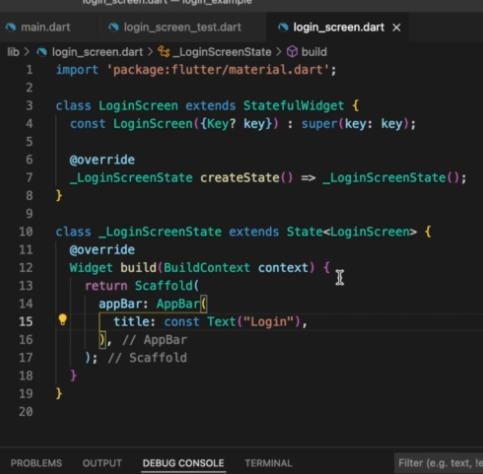 login_screen.dart — login_example
main.dart login_screen_test.dart login_screen.dart ×
lib > login_screen.dart > _LoginScreenState > build
1 import 'package:flutter/material.dart';
2
3 class LoginScreen extends StatefulWidget {
4 const LoginScreen({Key? key}) : super(key: key);
5
6 @override
7 _LoginScreenState createState() => _LoginScreenState();
8 }
9
10 class _LoginScreenState extends State<LoginScreen> {
11 @override
12 Widget build(BuildContext context) {
13 return Scaffold(
14 appBar: AppBar(
15 title: const Text("Login"),
16 ), // AppBar
17 ); // Scaffold
18 }
19 }
20
PROBLEMS OUTPUT DEBUG CONSOLE TERMINAL Filter (e.g. text, !e